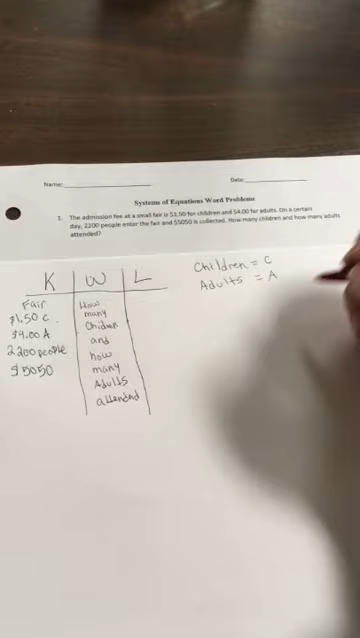 Name:
Date:
Systems of Equations Word Problems
1. The admission fee at a small fair is $1.50 for children and $4.00 for adults. On a certain
day, 2200 people enter the fair and $5050 is collected. How many children and how many adults
attended?
K W L
Fair
$1.50 C.
$4.00 A
2200 people
$5050
How
many
Chidren
and
how
many
Adults
attended
Children = C
Adults = A